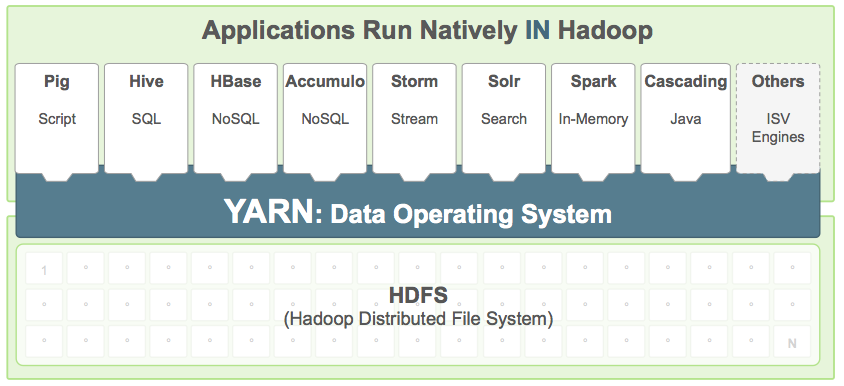 Applications Run Natively IN Hadoop
Pig
Script
Hive
SQL
HBase
NoSQL
Accumulo
NoSQL
Storm
Stream
Solr
Search
Spark
In-Memory
Cascading
Java
Others
ISV
Engines
YARN: Data Operating System
1
HDFS
(Hadoop Distributed File System)
N